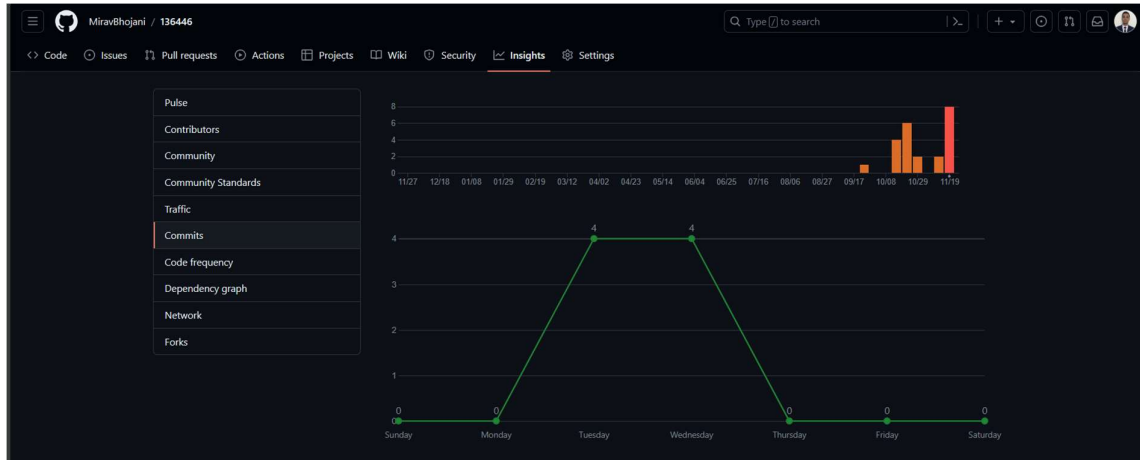 MiravBhojani / 136446
Type / to search
Code Issues Pull requests Actions Projects Wiki Security Insights Settings
Pulse
Contributors
Community
Community Standards
Traffic
Commits
Code frequency
Dependency graph
Network
Forks
8
6
4
2
0
11/27 12/18 01/08 01/29 02/19 03/12 04/02 04/23 05/14 06/04 06/25 07/16 08/06 08/27 09/17 10/08 10/29 11/19
4 4
4
3
2
1
0 0 0 0 0
0
Sunday Monday Tuesday Wednesday Thursday Friday Saturday